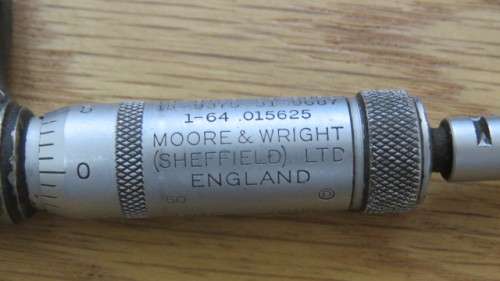 1-64 .015625
MOORE & WRIGHT
(SHEFFIELD) LTD
ENGLAND
0